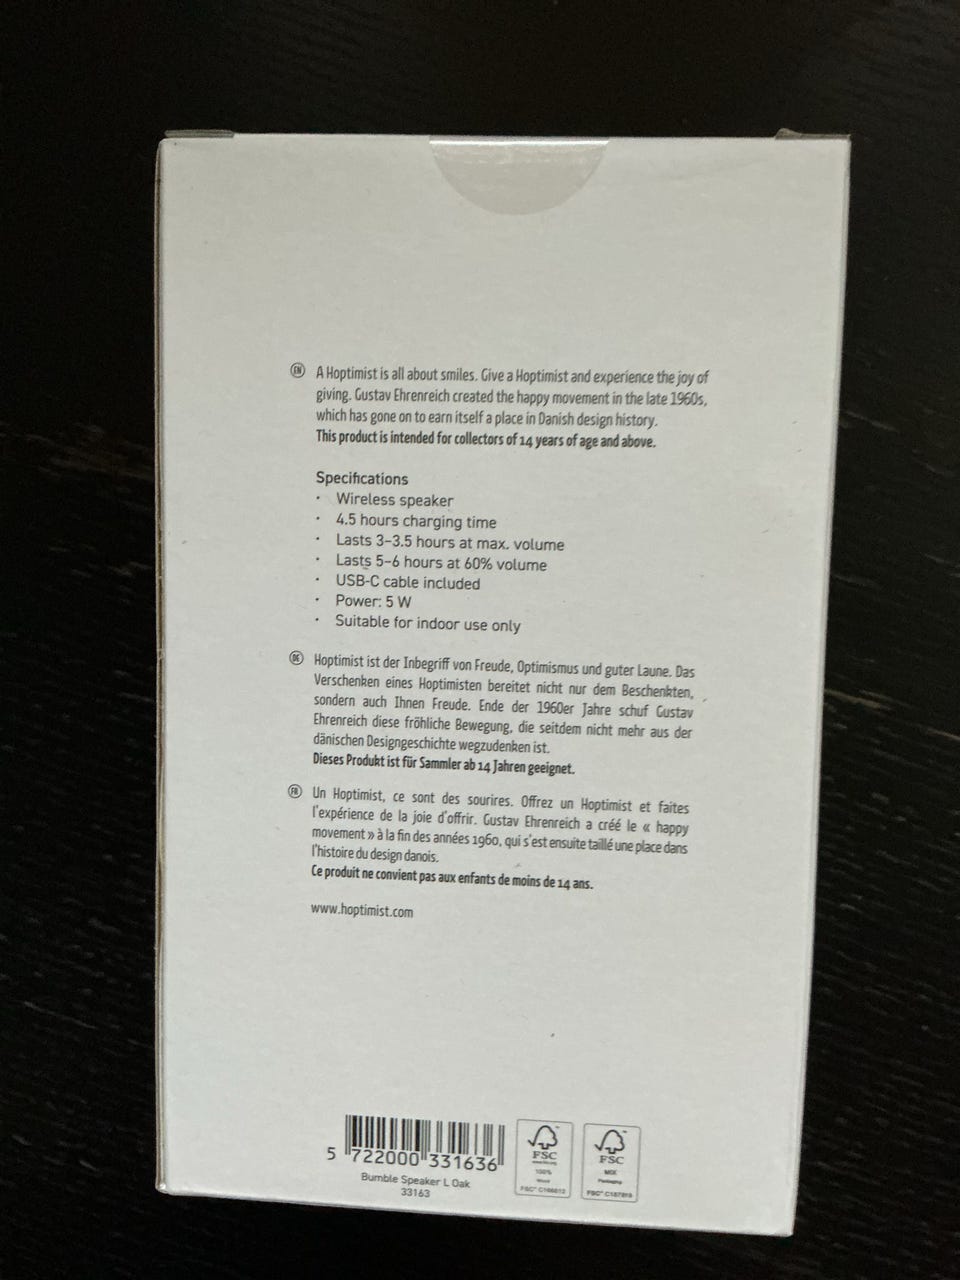 EN A Hoptimist is all about smiles. Give a Hoptimist and experience the joy of
giving. Gustav Ehrenreich created the happy movement in the late 1960s,
which has gone on to earn itself a place in Danish design history.
This product is intended for collectors of 14 years of age and above.
Specifications
· Wireless speaker
· 4.5 hours charging time
· Lasts 3–3.5 hours at max. volume
· Lasts 5–6 hours at 60% volume
· USB-C cable included
· Power: 5 W
· Suitable for indoor use only
DE Hoptimist ist der Inbegriff von Freude, Optimismus und guter Laune. Das
Verschenken eines Hoptimisten bereitet nicht nur dem Beschenkten,
sondern auch Ihnen Freude. Ende der 1960er Jahre schuf Gustav
Ehrenreich diese fröhliche Bewegung, die seitdem nicht mehr aus der
dänischen Designgeschichte wegzudenken ist.
Dieses Produkt ist für Sammler ab 14 Jahren geeignet.
FR Un Hoptimist, ce sont des sourires. Offrez un Hoptimist et faites
l'expérience de la joie d'offrir. Gustav Ehrenreich a créé le « happy
movement » à la fin des années 1960, qui s'est ensuite taillé une place dans
l'histoire du design danois.
Ce produit ne convient pas aux enfants de moins de 14 ans.
www.hoptimist.com
5 722000 331636
Bumble Speaker L Oak
33163
FSC
100%
Wood
FSC
MIX
Packaging